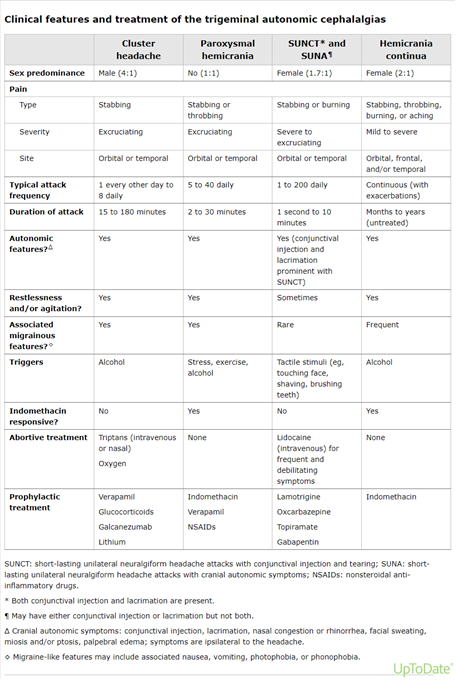 Clinical features and treatment of the trigeminal autonomic cephalalgias
Cluster headache
Paroxysmal hemicrania
SUNCT* and SUNA¶
Hemicrania continua
Sex predominance Male (4:1) No (1:1) Female (1.7:1) Female (2:1)
Pain
Type Stabbing Stabbing or throbbing Stabbing or burning Stabbing, throbbing, burning, or aching
Severity Excruciating Excruciating Severe to excruciating Mild to severe
Site Orbital or temporal Orbital or temporal Orbital or temporal Orbital, frontal, and/or temporal
Typical attack frequency 1 every other day to 8 daily 5 to 40 daily 1 to 200 daily Continuous (with exacerbations)
Duration of attack 15 to 180 minutes 2 to 30 minutes 1 second to 10 minutes Months to years (untreated)
Autonomic features?Δ Yes Yes Yes (conjunctival injection and lacrimation prominent with SUNCT) Yes
Restlessness and/or agitation? Yes Yes Sometimes Yes
Associated migrainous features?◇ Yes Yes Rare Frequent
Triggers Alcohol Stress, exercise, alcohol Tactile stimuli (eg, touching face, shaving, brushing teeth) Alcohol
Indomethacin responsive? No Yes No Yes
Abortive treatment Triptans (intravenous or nasal) Oxygen None Lidocaine (intravenous) for frequent and debilitating symptoms None
Prophylactic treatment Verapamil Glucocorticoids Galcanezumab Lithium Indomethacin Verapamil NSAIDs Lamotrigine Oxcarbazepine Topiramate Gabapentin Indomethacin
SUNCT: short-lasting unilateral neuralgiform headache attacks with conjunctival injection and tearing; SUNA: short-
lasting unilateral neuralgiform headache attacks with cranial autonomic symptoms; NSAIDs: nonsteroidal anti-
inflammatory drugs.
* Both conjunctival injection and lacrimation are present.
¶ May have either conjunctival injection or lacrimation but not both.
Δ Cranial autonomic symptoms: conjunctival injection, lacrimation, nasal congestion or rhinorrhea, facial sweating,
miosis and/or ptosis, palpebral edema; symptoms are ipsilateral to the headache.
◇ Migraine-like features may include associated nausea, vomiting, photophobia, or phonophobia.
UpToDate®